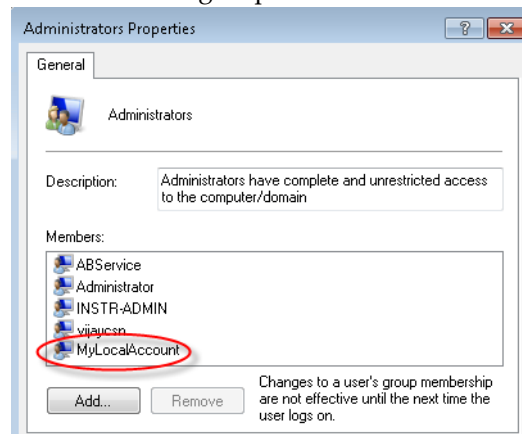 Administrators Properties
General
Administrators
Description:
Administrators have complete and unrestricted access
to the computer/domain
Members:
ABService
Administrator
INSTR-ADMIN
vijaycsn
MyLocalAccount
Add...
Remove
Changes to a user's group membership
are not effective until the next time the
user logs on.